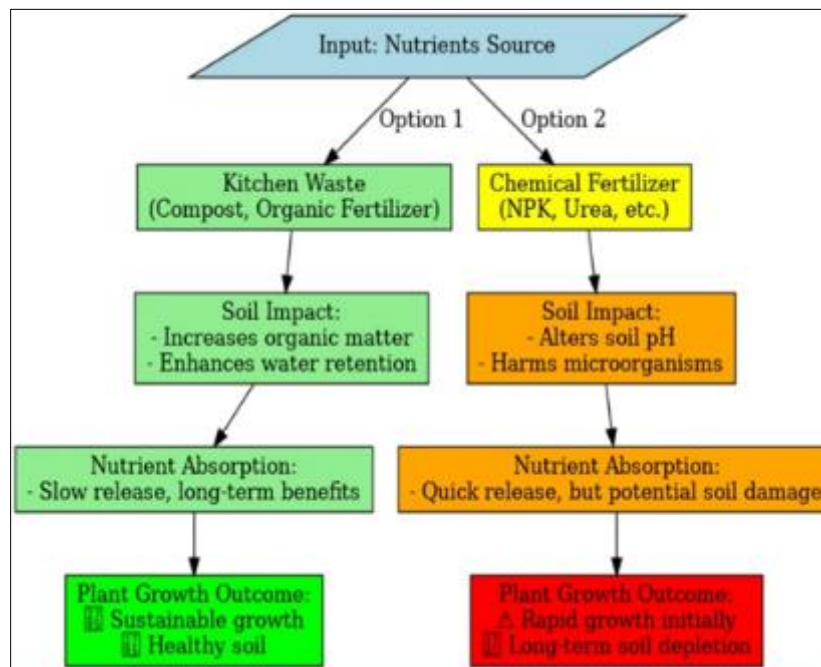 Input: Nutrients Source
Option 1
Option 2
Kitchen Waste
(Compost, Organic Fertilizer)
Chemical Fertilizer
(NPK, Urea, etc.)
Soil Impact:
- Increases organic matter
- Enhances water retention
Soil Impact:
- Alters soil pH
- Harms microorganisms
Nutrient Absorption:
- Slow release, long-term benefits
Nutrient Absorption:
- Quick release, but potential soil damage
Plant Growth Outcome:
Sustainable growth
Healthy soil
Plant Growth Outcome:
⚠ Rapid growth initially
Long-term soil depletion